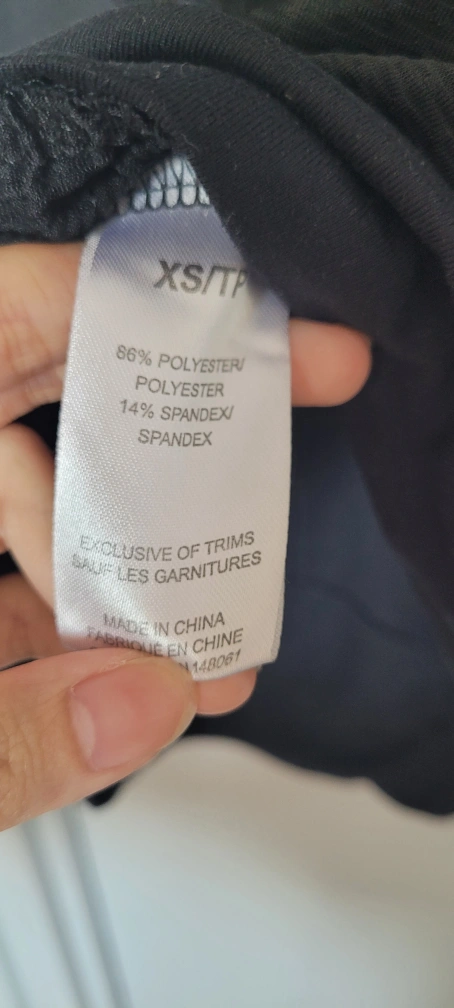 XS/TP
86% POLYESTER/
POLYESTER
14% SPANDEX/
SPANDEX
EXCLUSIVE OF TRIMS
SAUF LES GARNITURES
MADE IN CHINA
FABRIQUÉ EN CHINE
148061